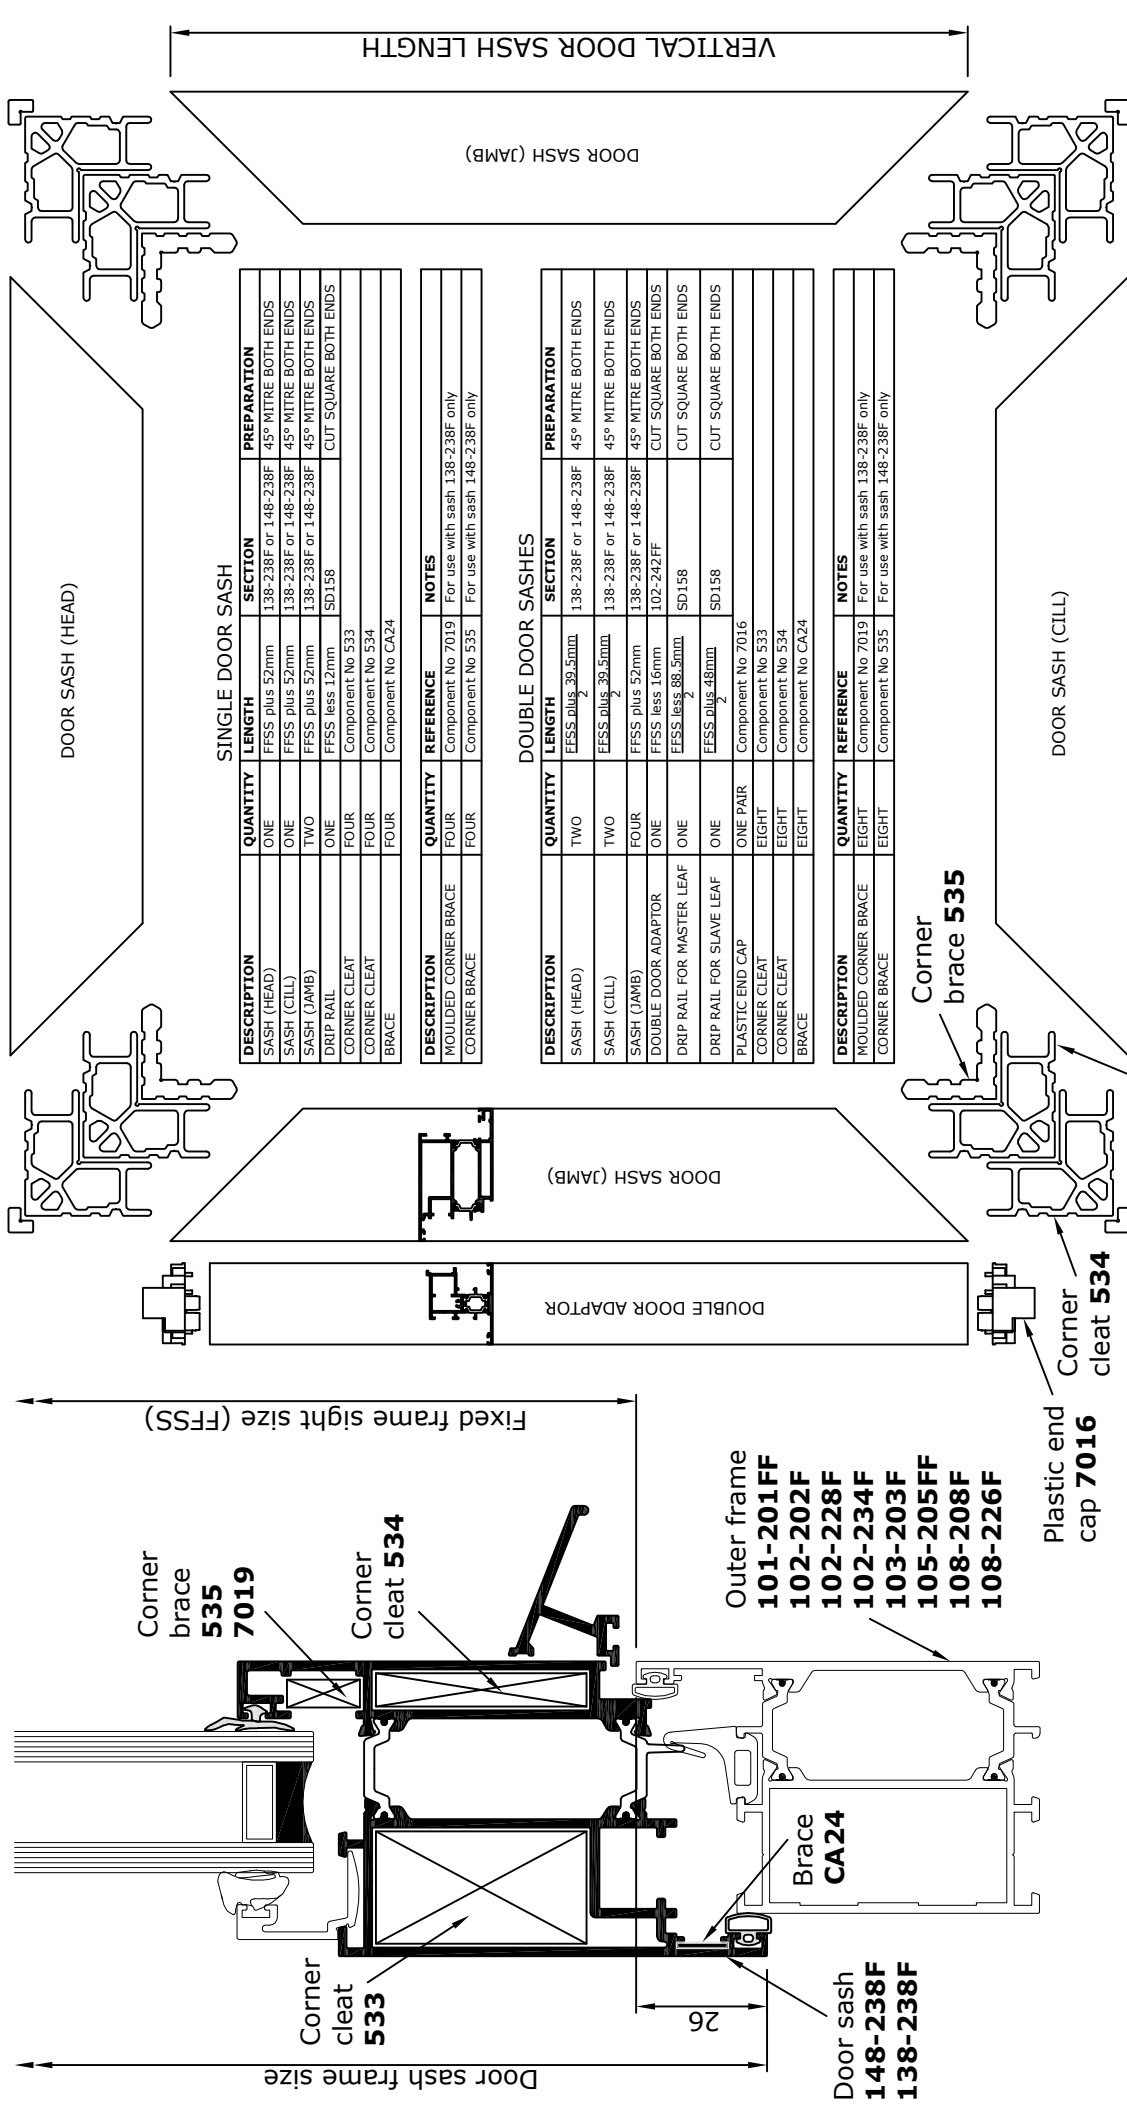 DOOR SASH (HEAD)
SINGLE DOOR SASH
DESCRIPTION QUANTITY LENGTH SECTION PREPARATION
SASH (HEAD) ONE FFSS plus 52mm 138-238F or 148-238F 45° MITRE BOTH ENDS
SASH (CILL) ONE FFSS plus 52mm 138-238F or 148-238F 45° MITRE BOTH ENDS
SASH (JAMB) TWO FFSS plus 52mm 138-238F or 148-238F 45° MITRE BOTH ENDS
DRIP RAIL ONE FFSS less 12mm SD158 CUT SQUARE BOTH ENDS
CORNER CLEAT FOUR Component No 533
CORNER CLEAT FOUR Component No 534
BRACE FOUR Component No CA24
DESCRIPTION QUANTITY REFERENCE NOTES
MOULDED CORNER BRACE FOUR Component No 7019 For use with sash 138-238F only
CORNER BRACE FOUR Component No 535 For use with sash 148-238F only
DOUBLE DOOR SASHES
DESCRIPTION QUANTITY LENGTH SECTION PREPARATION
SASH (HEAD) TWO FFSS plus 39.5mm 138-238F or 148-238F 45° MITRE BOTH ENDS
2
SASH (CILL) TWO FFSS plus 39.5mm 138-238F or 148-238F 45° MITRE BOTH ENDS
2
SASH (JAMB) FOUR FFSS plus 52mm 138-238F or 148-238F 45° MITRE BOTH ENDS
DOUBLE DOOR ADAPTOR ONE FFSS less 16mm 102-242FF CUT SQUARE BOTH ENDS
DRIP RAIL FOR MASTER LEAF ONE FFSS less 88.5mm SD158 CUT SQUARE BOTH ENDS
2
DRIP RAIL FOR SLAVE LEAF ONE FFSS plus 48mm SD158 CUT SQUARE BOTH ENDS
2
PLASTIC END CAP ONE PAIR Component No 7016
CORNER CLEAT EIGHT Component No 533
CORNER CLEAT EIGHT Component No 534
BRACE EIGHT Component No CA24
DESCRIPTION QUANTITY REFERENCE NOTES
MOULDED CORNER BRACE EIGHT Component No 7019 For use with sash 138-238F only
CORNER BRACE EIGHT Component No 535 For use with sash 148-238F only
DOOR SASH (CILL)
VERTICAL DOOR SASH LENGTH
DOOR SASH (JAMB)
DOOR SASH (JAMB)
DOUBLE DOOR ADAPTOR
Corner
brace 535
Corner
cleat 534
Plastic end
cap 7016
Fixed frame sight size (FFSS)
Corner
brace
535
7019
Corner
cleat 534
Outer frame
101-201FF
102-202F
102-228F
102-234F
103-203F
105-205FF
108-208F
108-226F
Brace
CA24
Corner
cleat
533
26
Door sash
148-238F
138-238F
Door sash frame size